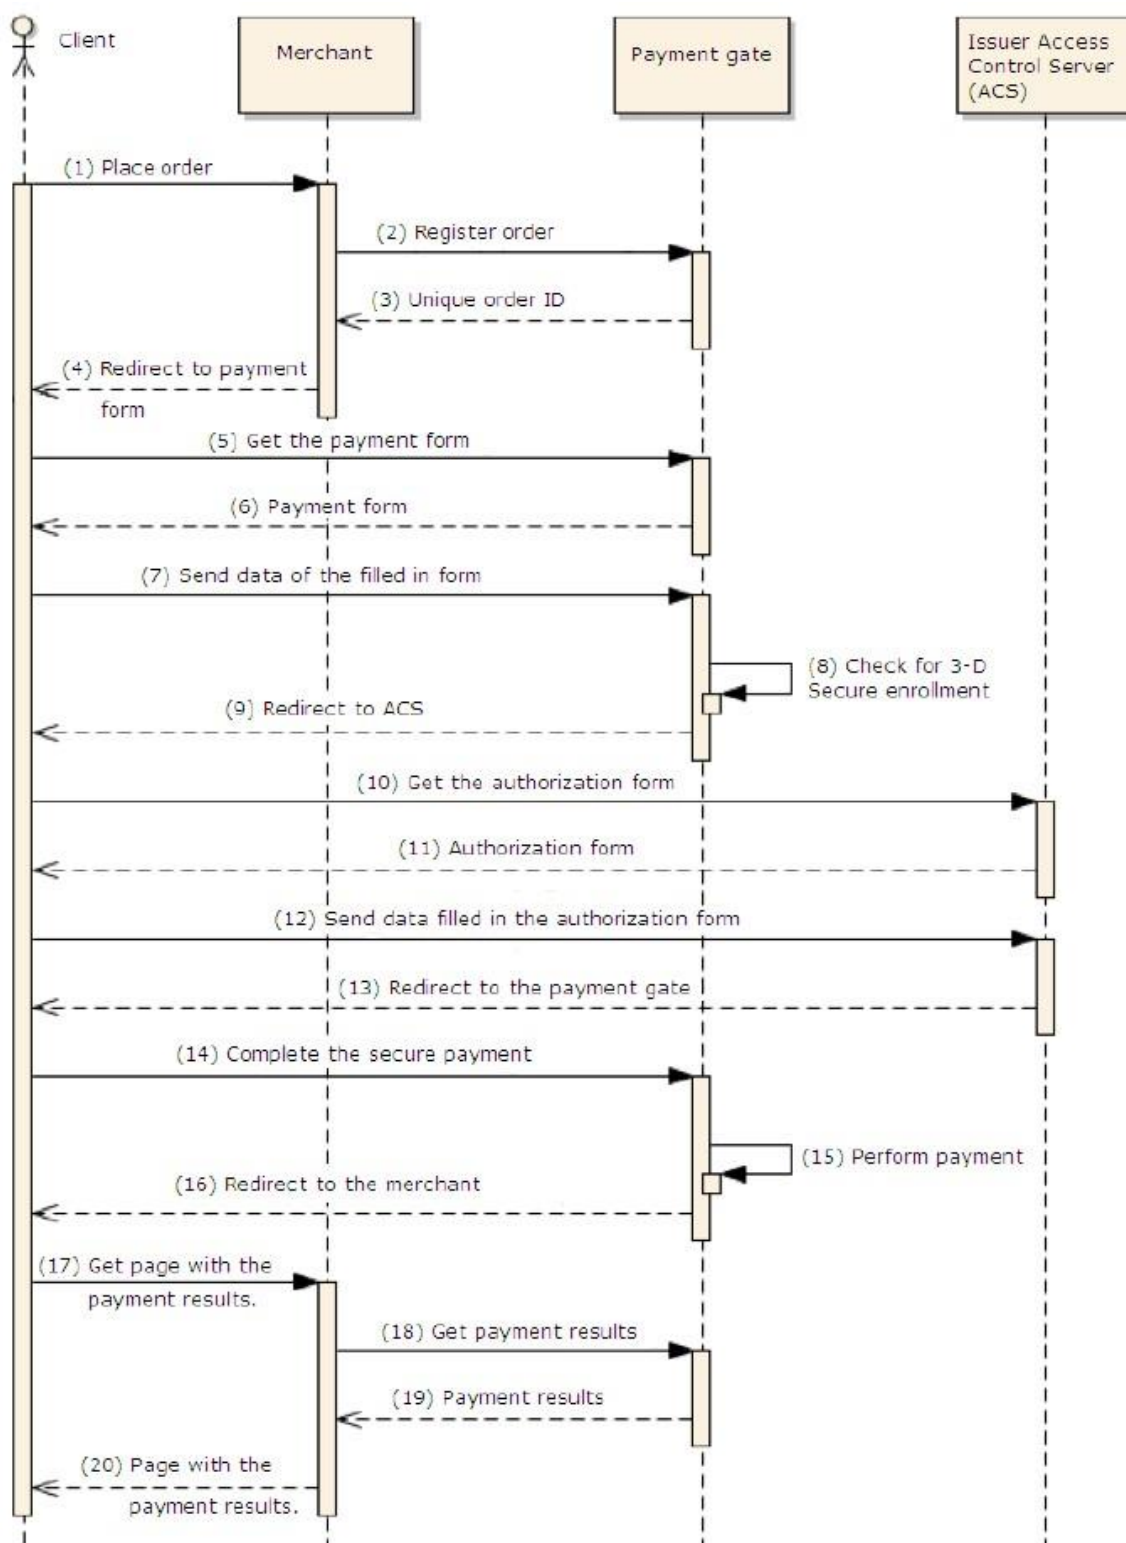 Client
Merchant
Payment gate
Issuer Access
Control Server
(ACS)
(1) Place order
(2) Register order
(3) Unique order ID
(4) Redirect to payment
form
(5) Get the payment form
(6) Payment form
(7) Send data of the filled in form
(8) Check for 3-D
Secure enrollment
(9) Redirect to ACS
(10) Get the authorization form
(11) Authorization form
(12) Send data filled in the authorization form
(13) Redirect to the payment gate
(14) Complete the secure payment
(15) Perform payment
(16) Redirect to the merchant
(17) Get page with the
payment results.
(18) Get payment results
(19) Payment results
(20) Page with the
payment results.